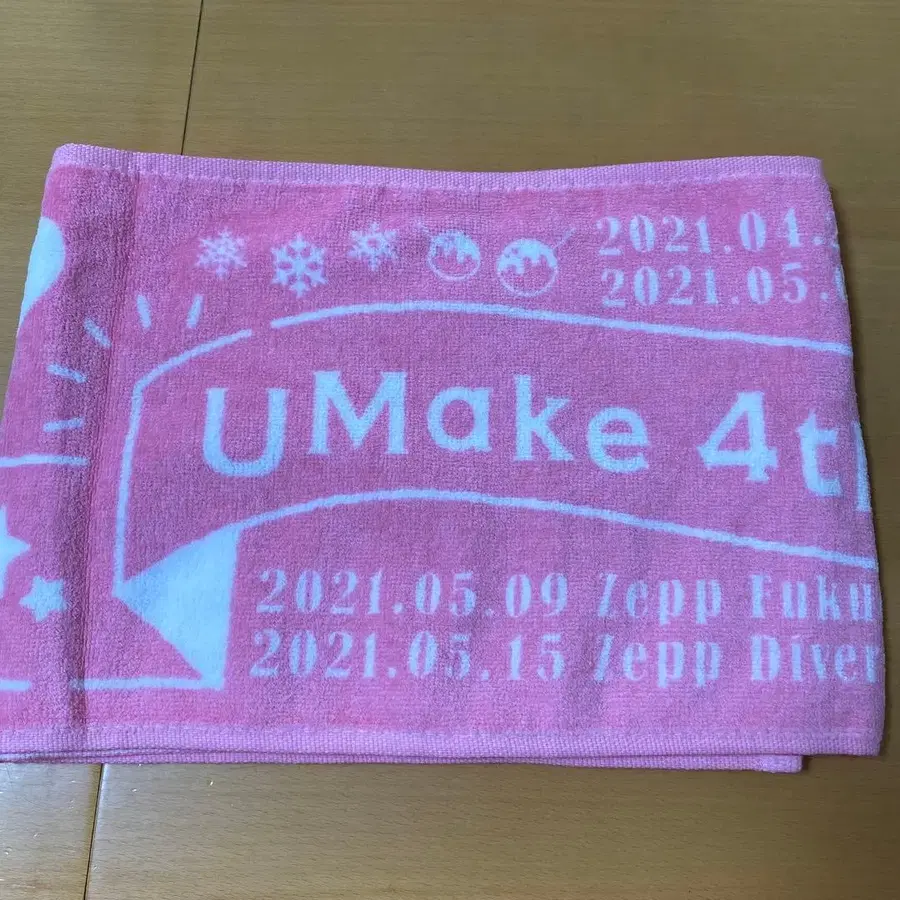 2021.04.
2021.05.
UMake 4t
2021.05.09 Zepp Fuku
2021.05.15 Zepp Diver